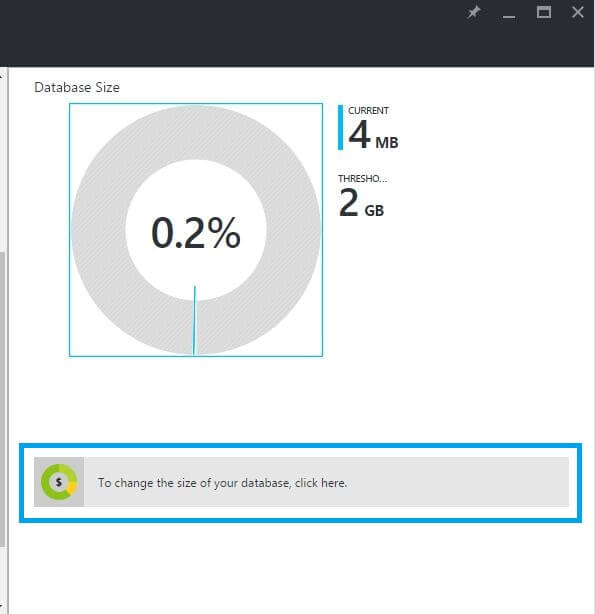 Database Size
0.2%
CURRENT
4 MB
THRESHO...
2 GB
$
To change the size of your database, click here.